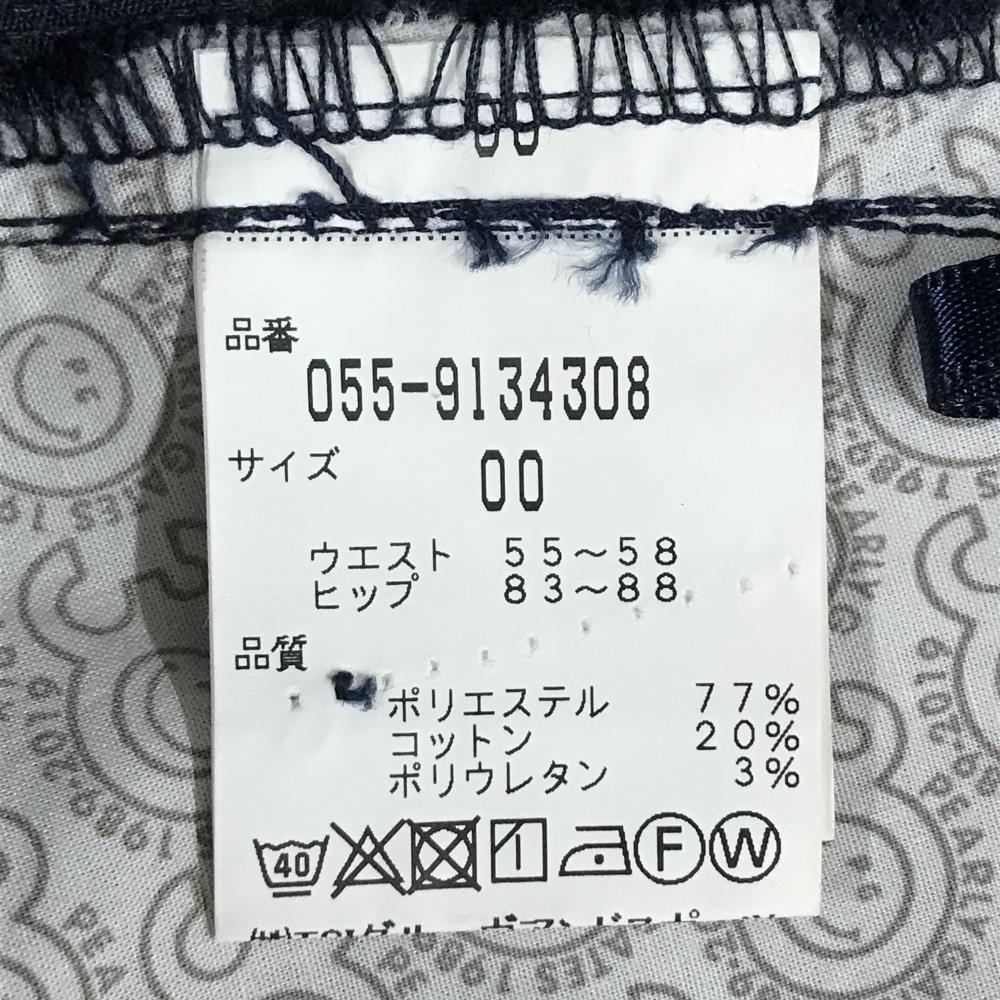 00
品番
055-9134308
サイズ
00
ウエスト 55～58
ヒップ 83～88
品質
ポリエステル 77%
コットン 20%
ポリウレタン 3%
40 F W